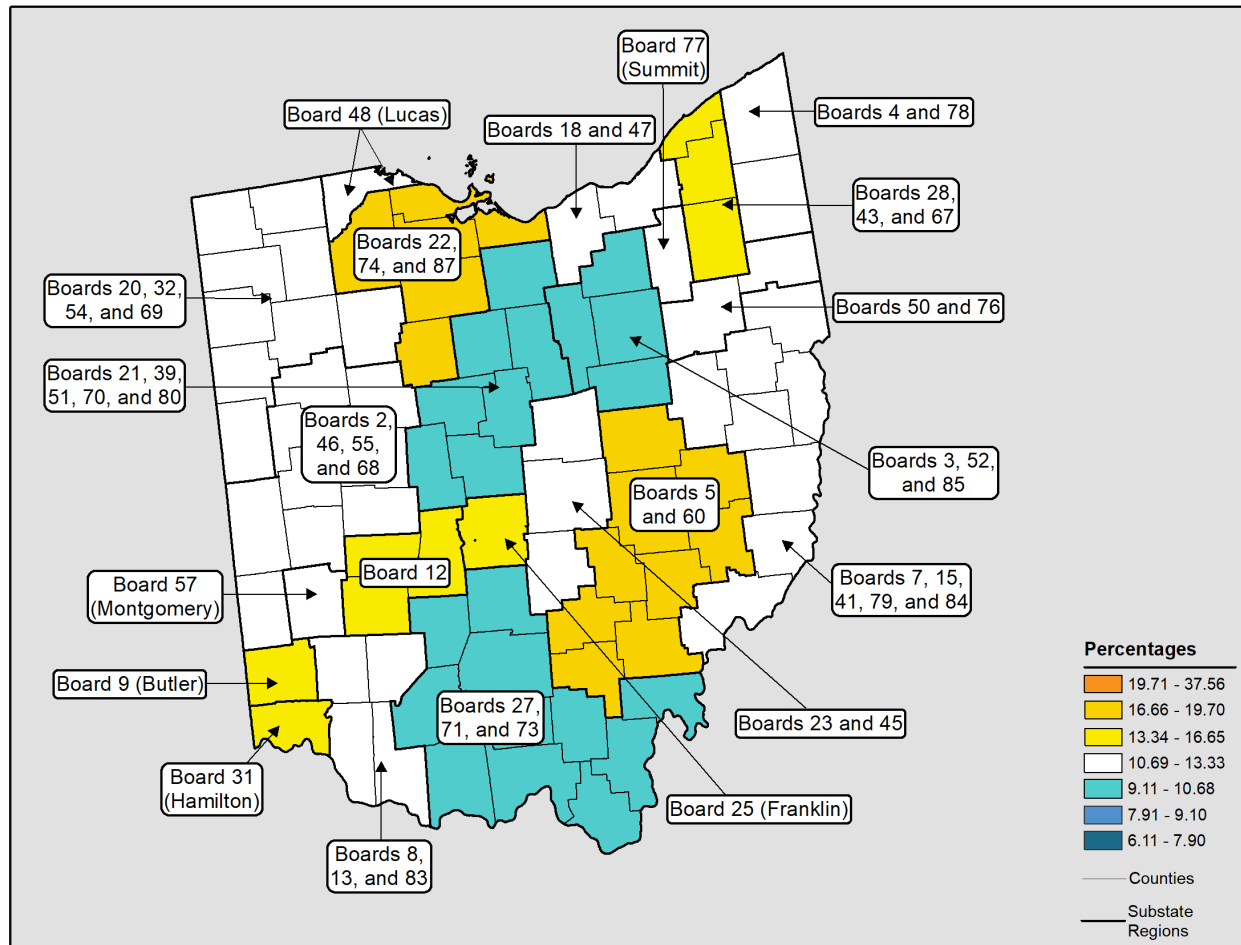 Board 77
(Summit)
Board 48 (Lucas)
Boards 18 and 47
Boards 4 and 78
Boards 28,
43, and 67
Boards 22,
74, and 87
Boards 20, 32,
54, and 69
Boards 50 and 76
Boards 21, 39,
51, 70, and 80
Boards 2,
46, 55,
and 68
Boards 3, 52,
and 85
Boards 5
and 60
Board 57
(Montgomery)
Board 12
Boards 7, 15,
41, 79, and 84
Board 9 (Butler)
Boards 27,
71, and 73
Boards 23 and 45
Board 31
(Hamilton)
Board 25 (Franklin)
Boards 8,
13, and 83
Percentages
19.71 - 37.56
16.66 - 19.70
13.34 - 16.65
10.69 - 13.33
9.11 - 10.68
7.91 - 9.10
6.11 - 7.90
Counties
Substate
Regions